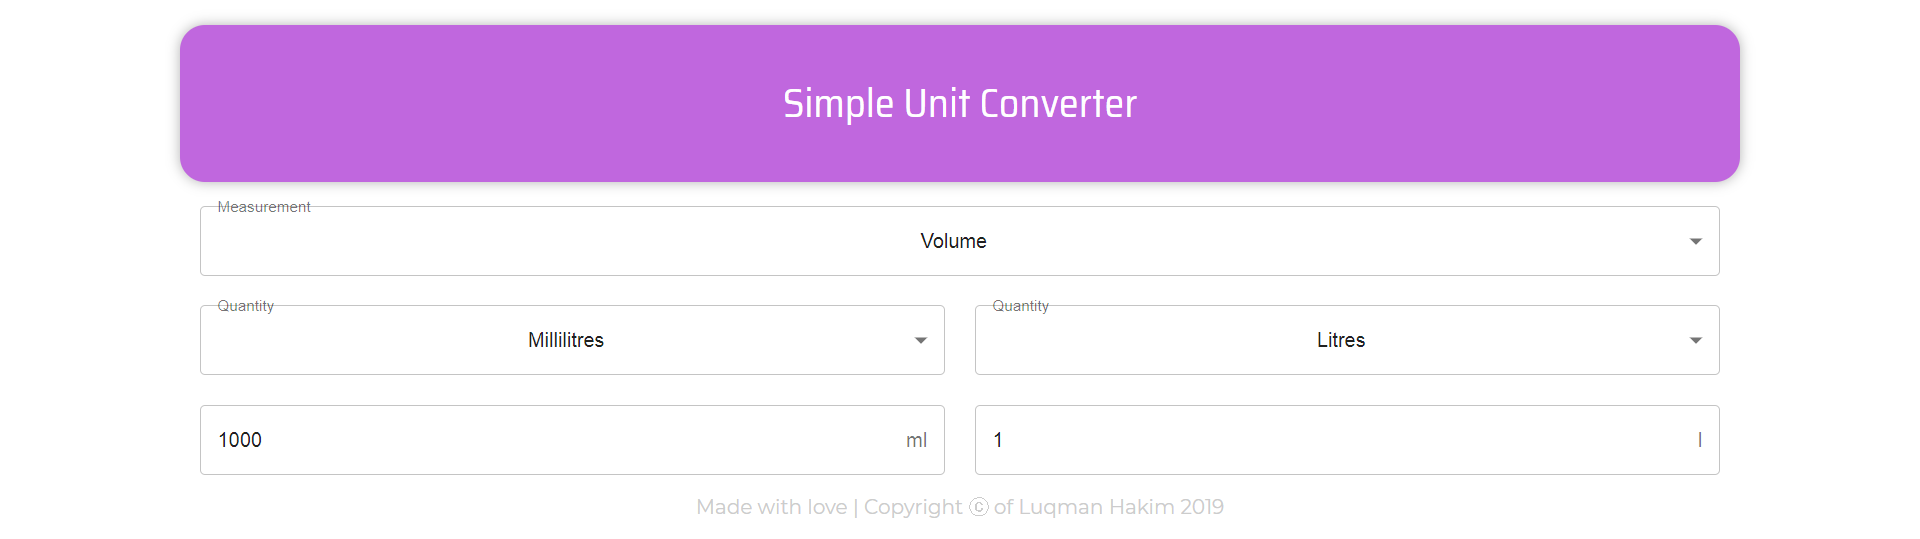 Simple Unit Converter
Measurement
Volume
Quantity
Millilitres
Quantity
Litres
1000 ml
1 l
Made with love | Copyright © of Luqman Hakim 2019